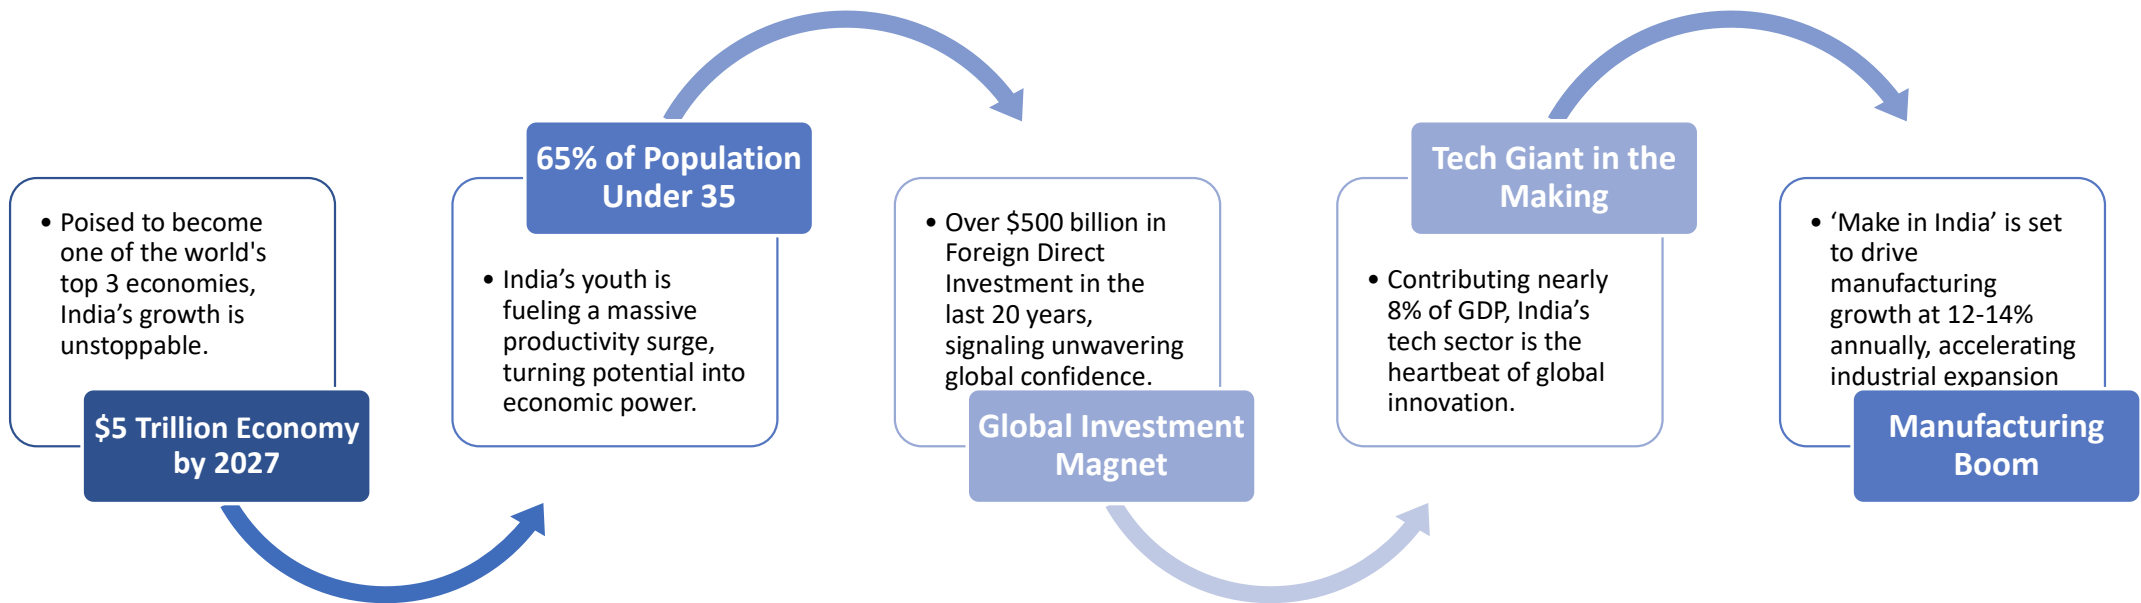 • Poised to become
one of the world's
top 3 economies,
India’s growth is
unstoppable.
$5 Trillion Economy
by 2027
65% of Population
Under 35
• India’s youth is
fueling a massive
productivity surge,
turning potential into
economic power.
• Over $500 billion in
Foreign Direct
Investment in the
last 20 years,
signaling unwavering
global confidence.
Global Investment
Magnet
Tech Giant in the
Making
• Contributing nearly
8% of GDP, India’s
tech sector is the
heartbeat of global
innovation.
• ‘Make in India’ is set
to drive
manufacturing
growth at 12-14%
annually, accelerating
industrial expansion
Manufacturing
Boom